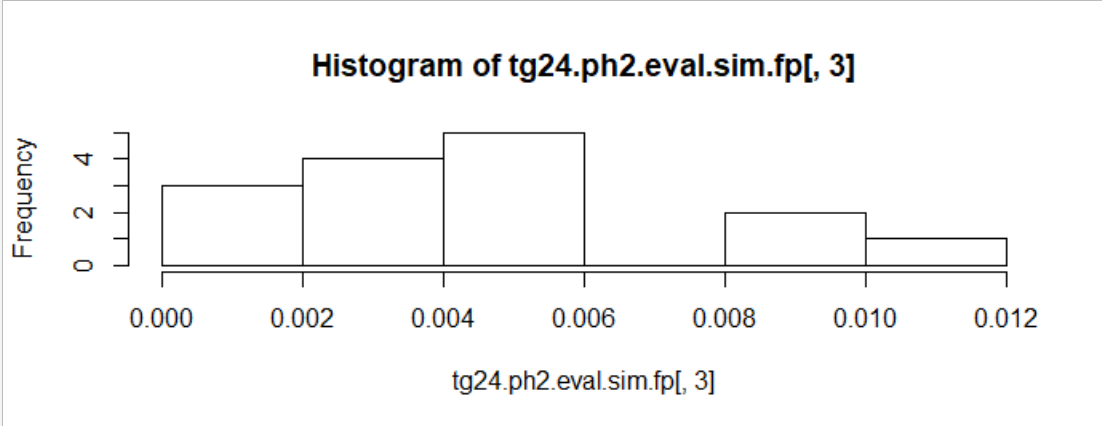 Histogram of tg24.ph2.eval.sim.fp[, 3]
Frequency
4
2
0
0.000 0.002 0.004 0.006 0.008 0.010 0.012
tg24.ph2.eval.sim.fp[, 3]